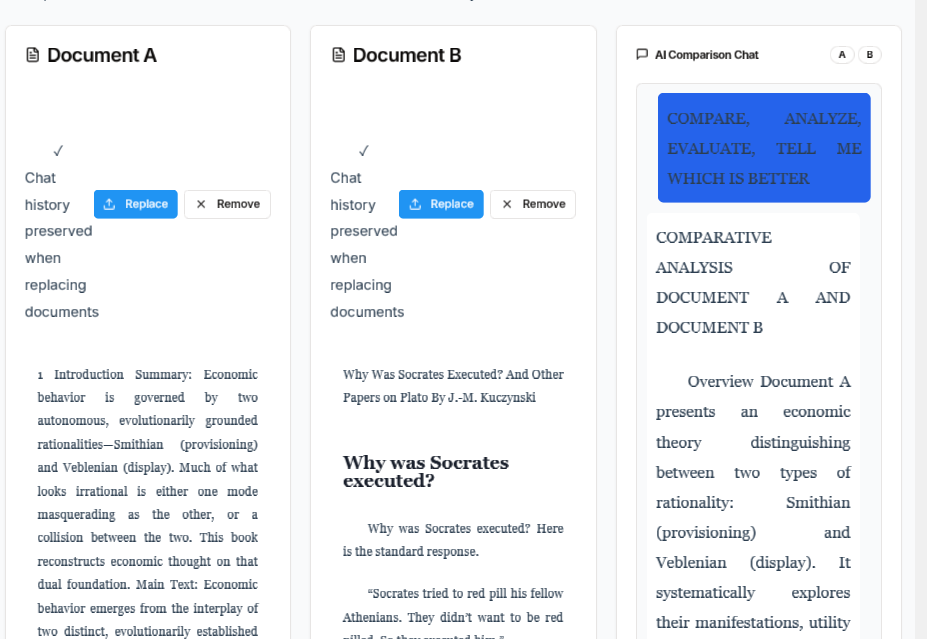 Document A
✓
Chat
history
preserved
when
replacing
documents
Replace
Remove
1 Introduction Summary: Economic
behavior is governed by two
autonomous, evolutionarily grounded
rationalities—Smithian (provisioning)
and Veblenian (display). Much of what
looks irrational is either one mode
masquerading as the other, or a
collision between the two. This book
reconstructs economic thought on that
dual foundation. Main Text: Economic
behavior emerges from the interplay of
two distinct, evolutionarily established
Document B
✓
Chat
history
preserved
when
replacing
documents
Replace
Remove
Why Was Socrates Executed? And Other
Papers on Plato By J.-M. Kuczynski
Why was Socrates
executed?
Why was Socrates executed? Here
is the standard response.
“Socrates tried to red pill his fellow
Athenians. They didn’t want to be red
pilled. So they executed him.”
AI Comparison Chat
A
B
COMPARE, ANALYZE,
EVALUATE, TELL ME
WHICH IS BETTER
COMPARATIVE
ANALYSIS OF
DOCUMENT A AND
DOCUMENT B
Overview Document A
presents an economic
theory distinguishing
between two types of
rationality: Smithian
(provisioning) and
Veblenian (display). It
systematically explores
their manifestations, utility